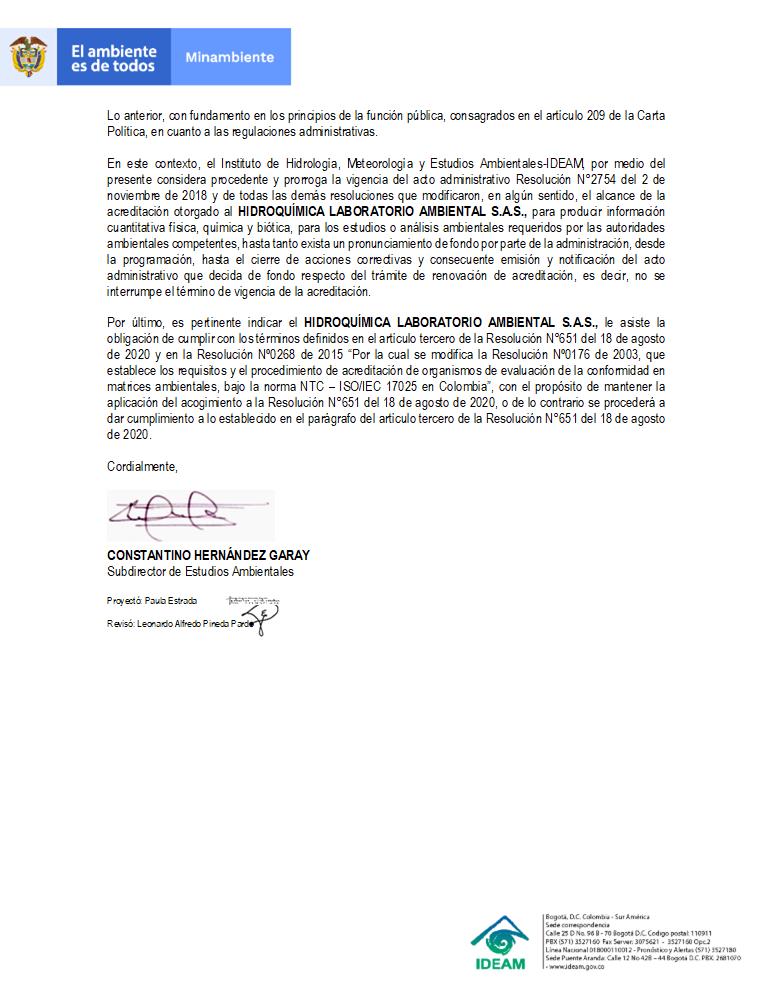 El ambiente
es de todos
Minambiente
Lo anterior, con fundamento en los principios de la función pública, consagrados en el artículo 209 de la Carta
Política, en cuanto a las regulaciones administrativas.
En este contexto, el Instituto de Hidrología, Meteorología y Estudios Ambientales-IDEAM, por medio del
presente considera procedente y prorroga la vigencia del acto administrativo Resolución N°2754 del 2 de
noviembre de 2018 y de todas las demás resoluciones que modificaron, en algún sentido, el alcance de la
acreditación otorgado al HIDROQUÍMICA LABORATORIO AMBIENTAL S.A.S., para producir información
cuantitativa física, química y biótica, para los estudios o análisis ambientales requeridos por las autoridades
ambientales competentes, hasta tanto exista un pronunciamiento de fondo por parte de la administración, desde
la programación, hasta el cierre de acciones correctivas y consecuente emisión y notificación del acto
administrativo que decida de fondo respecto del trámite de renovación de acreditación, es decir, no se
interrumpe el término de vigencia de la acreditación.
Por último, es pertinente indicar el HIDROQUÍMICA LABORATORIO AMBIENTAL S.A.S., le asiste la
obligación de cumplir con los términos definidos en el artículo tercero de la Resolución N°651 del 18 de agosto
de 2020 y en la Resolución Nº0268 de 2015 “Por la cual se modifica la Resolución Nº0176 de 2003, que
establece los requisitos y el procedimiento de acreditación de organismos de evaluación de la conformidad en
matrices ambientales, bajo la norma NTC – ISO/IEC 17025 en Colombia”, con el propósito de mantener la
aplicación del acogimiento a la Resolución N°651 del 18 de agosto de 2020, o de lo contrario se procederá a
dar cumplimiento a lo establecido en el parágrafo del artículo tercero de la Resolución N°651 del 18 de agosto
de 2020.
Cordialmente,
CONSTANTINO HERNÁNDEZ GARAY
Subdirector de Estudios Ambientales
Proyectó: Paula Estrada
Revisó: Leonardo Alfredo Pineda Pardo
IDEAM
Bogotá, D.C. Colombia - Sur América
Sede correspondencia
Calle 25 D No. 96 B - 70 Bogotá D.C. Codigo postal: 110911
PBX (571) 3527160 Fax Server: 3075621 - 3527160 Opc.2
Línea Nacional 018000110012 - Pronóstico y Alertas (571) 3527180
Sede Puente Aranda: Calle 12 No 42B – 44 Bogotá D.C. PBX. 2681070
- www.ideam.gov.co